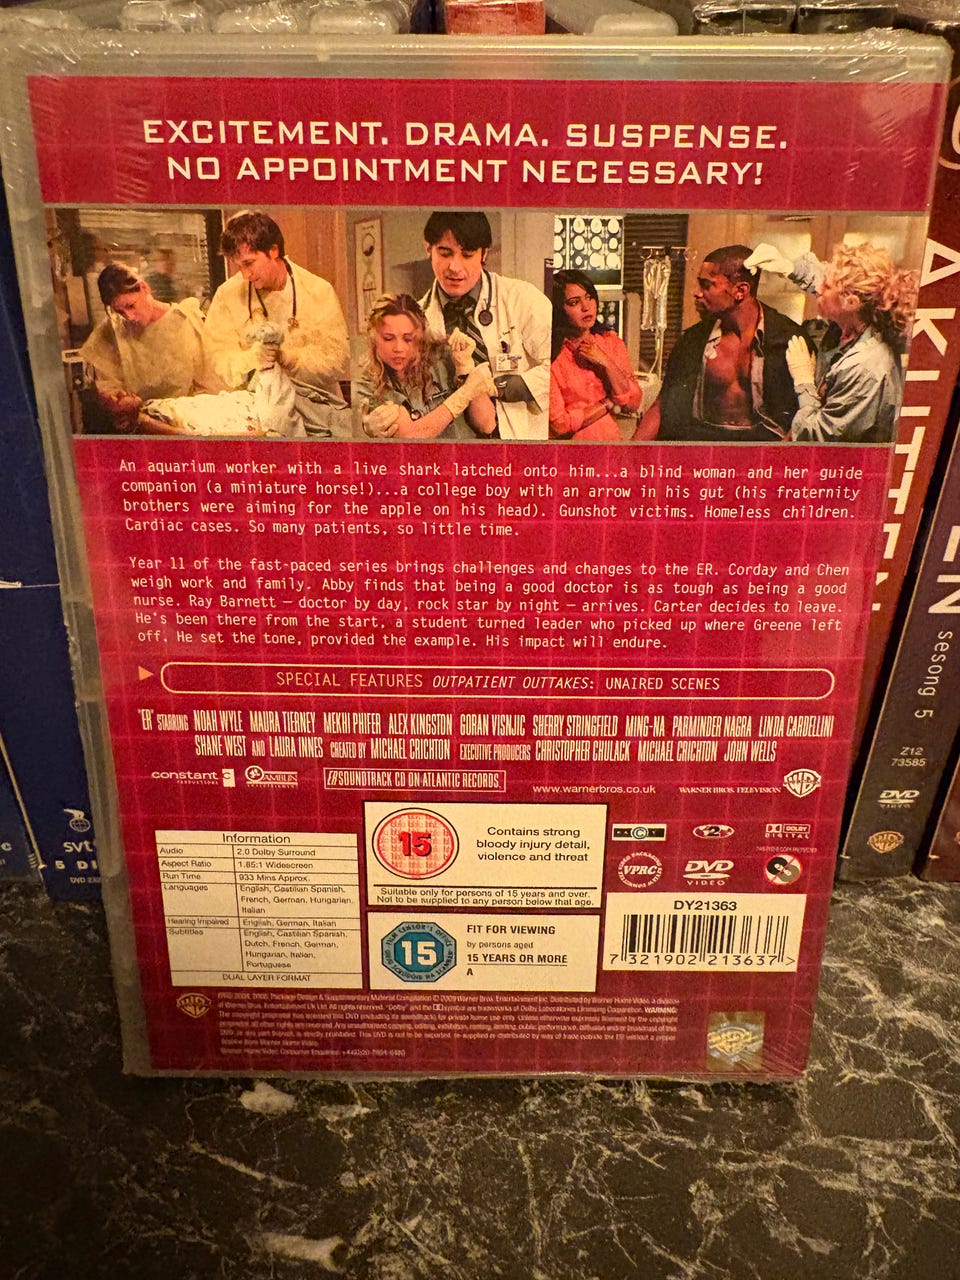 EXCITEMENT. DRAMA. SUSPENSE.
NO APPOINTMENT NECESSARY!
An aquarium worker with a live shark latched onto him...a blind woman and her guide
companion (a miniature horse!)...a college boy with an arrow in his gut (his fraternity
brothers were aiming for the apple on his head). Gunshot victims. Homeless children.
Cardiac cases. So many patients, so little time.
Year 11 of the fast-paced series brings challenges and changes to the ER. Corday and Chen
weigh work and family. Abby finds that being a good doctor is as tough as being a good
nurse. Ray Barnett – doctor by day, rock star by night – arrives. Carter decides to leave.
He's been there from the start, a student turned leader who picked up where Greene left
off. He set the tone, provided the example. His impact will endure.
SPECIAL FEATURES OUTPATIENT OUTTAKES: UNAIRED SCENES
"ER" STARRING NOAH WYLE MAURA TIERNEY MEKHI PHIFER ALEX KINGSTON GORAN VISNJIC SHERRY STRINGFIELD MING-NA PARMINDER NAGRA LINDA CARDELLINI
SHANE WEST AND LAURA INNES CREATED BY MICHAEL CRICHTON EXECUTIVE PRODUCERS CHRISTOPHER CHULACK MICHAEL CRICHTON JOHN WELLS
constant c
PRODUCTIONS
AMBLIN
ENTERTAINMENT
ER SOUNDTRACK CD ON ATLANTIC RECORDS.
www.warnerbros.co.uk
WARNER BROS. TELEVISION
WB
Information
Audio 2.0 Dolby Surround
Aspect Ratio 1.85:1 Widescreen
Run Time 933 Mins Approx.
Languages English, Castilian Spanish,
French, German, Hungarian,
Italian
Hearing Impaired English, German, Italian
Subtitles English, Castilian Spanish,
Dutch, French, German,
Hungarian, Italian,
Portuguese
DUAL LAYER FORMAT
15
Contains strong
bloody injury detail,
violence and threat
Suitable only for persons of 15 years and over.
Not to be supplied to any person below that age.
15
FIT FOR VIEWING
by persons aged
15 YEARS OR MORE
A
FACT
2
DOLBY
DIGITAL
VPRC
DVD
VIDEO
DY21363
7 321902 213637 >
AKUTEN
EN
sesong 5
Z12
73585
DVD
VIDEO
svt
5 DI